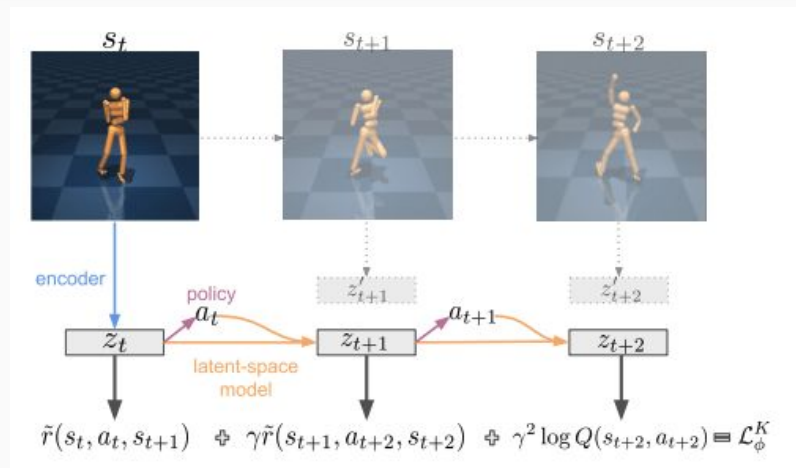 s_t s_{t+1} s_{t+2}
encoder
z'_{t+1} z'_{t+2}
policy
a_t a_{t+1}
z_t z_{t+1} z_{t+2}
latent-space
model
r̃(s_t, a_t, s_{t+1}) + γr̃(s_{t+1}, a_{t+2}, s_{t+2}) + γ² log Q(s_{t+2}, a_{t+2}) = ℒ_ϕ^K